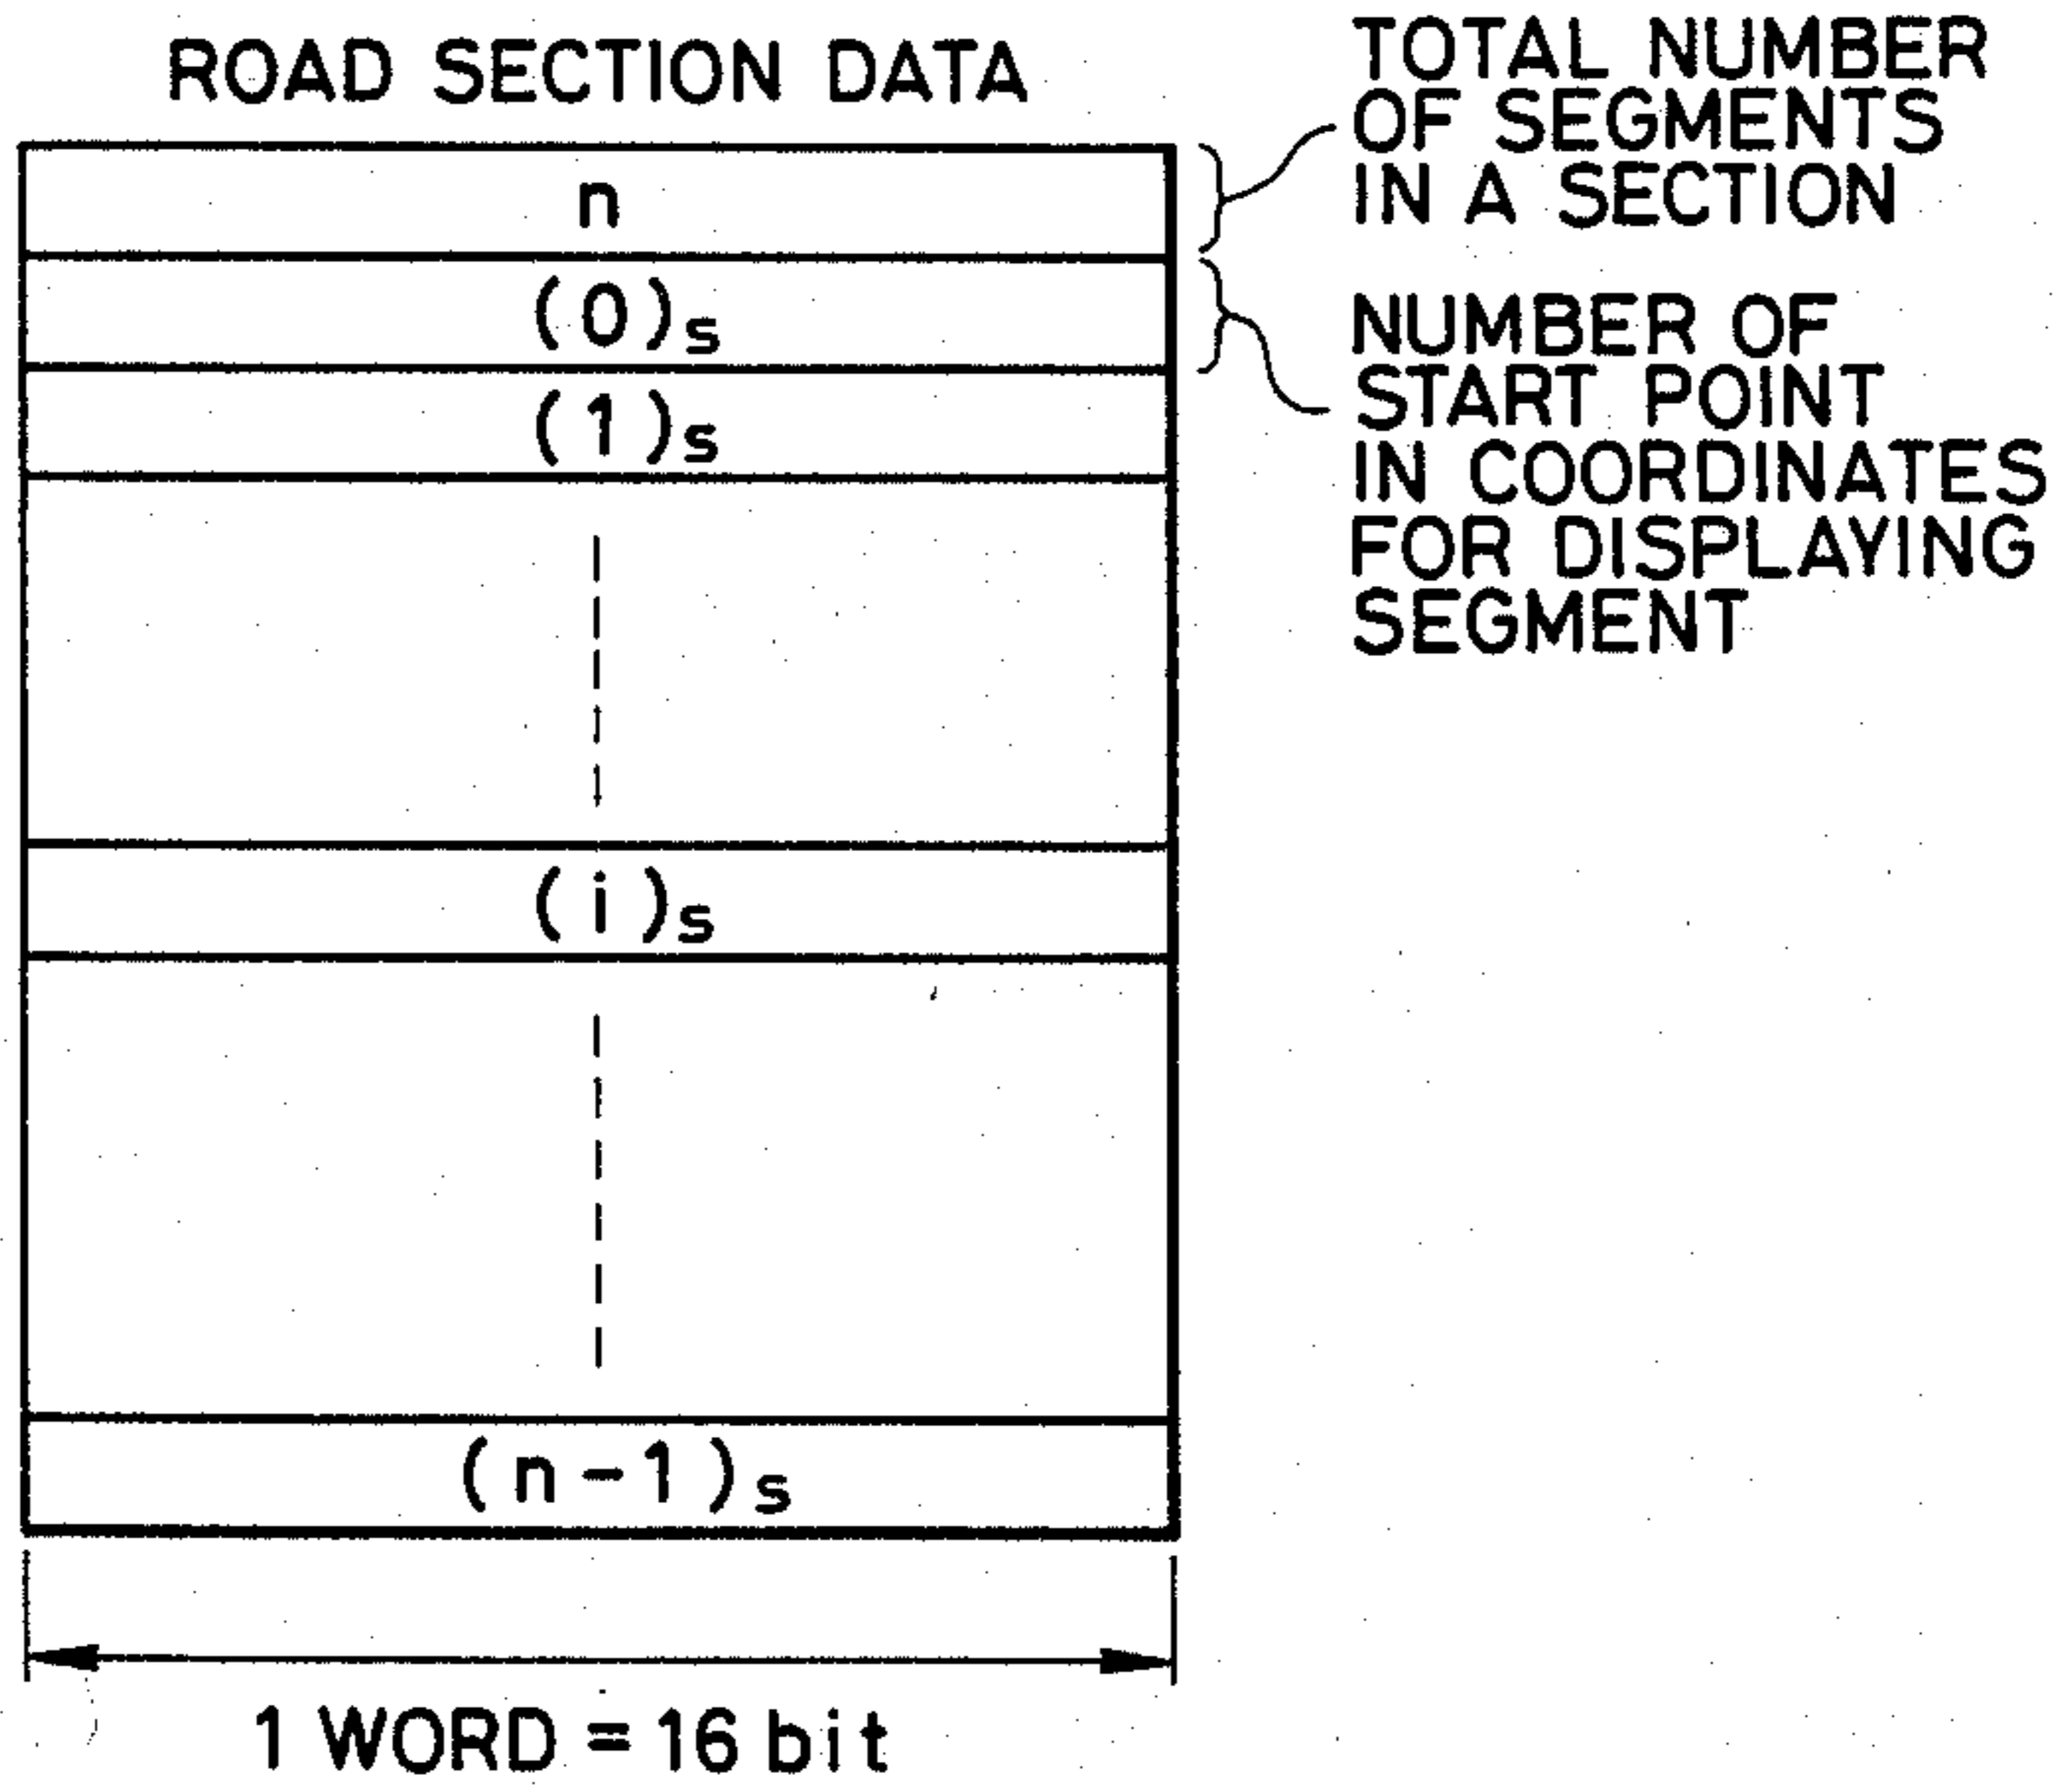 ROAD SECTION DATA
TOTAL NUMBER
OF SEGMENTS
IN A SECTION
n
(0)s
NUMBER OF
START POINT
IN COORDINATES
FOR DISPLAYING
SEGMENT
(1)s
(i)s
(n-1)s
1 WORD = 16 bit